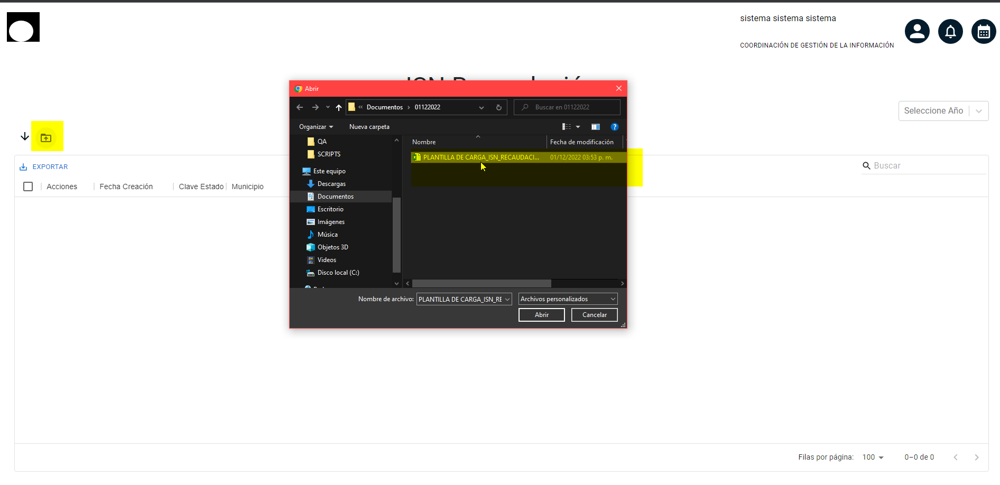 sistema sistema sistema
COORDINACIÓN DE GESTIÓN DE LA INFORMACIÓN
Abrir
« Documentos › 01122022
Buscar en 01122022
Seleccione Año
Organizar
Nueva carpeta
QA
SCRIPTS
Este equipo
Descargas
Documentos
Escritorio
Imágenes
Música
Objetos 3D
Videos
Disco local (C:)
Nombre
Fecha de modificación
PLANTILLA DE CARGA_ISN_RECAUDACI...
01/12/2022 03:53 p. m.
Nombre de archivo:
PLANTILLA DE CARGA_ISN_RE
Archivos personalizados
Abrir
Cancelar
EXPORTAR
Buscar
Acciones
Fecha Creación
Clave Estado
Municipio
Filas por página:
100
0–0 de 0